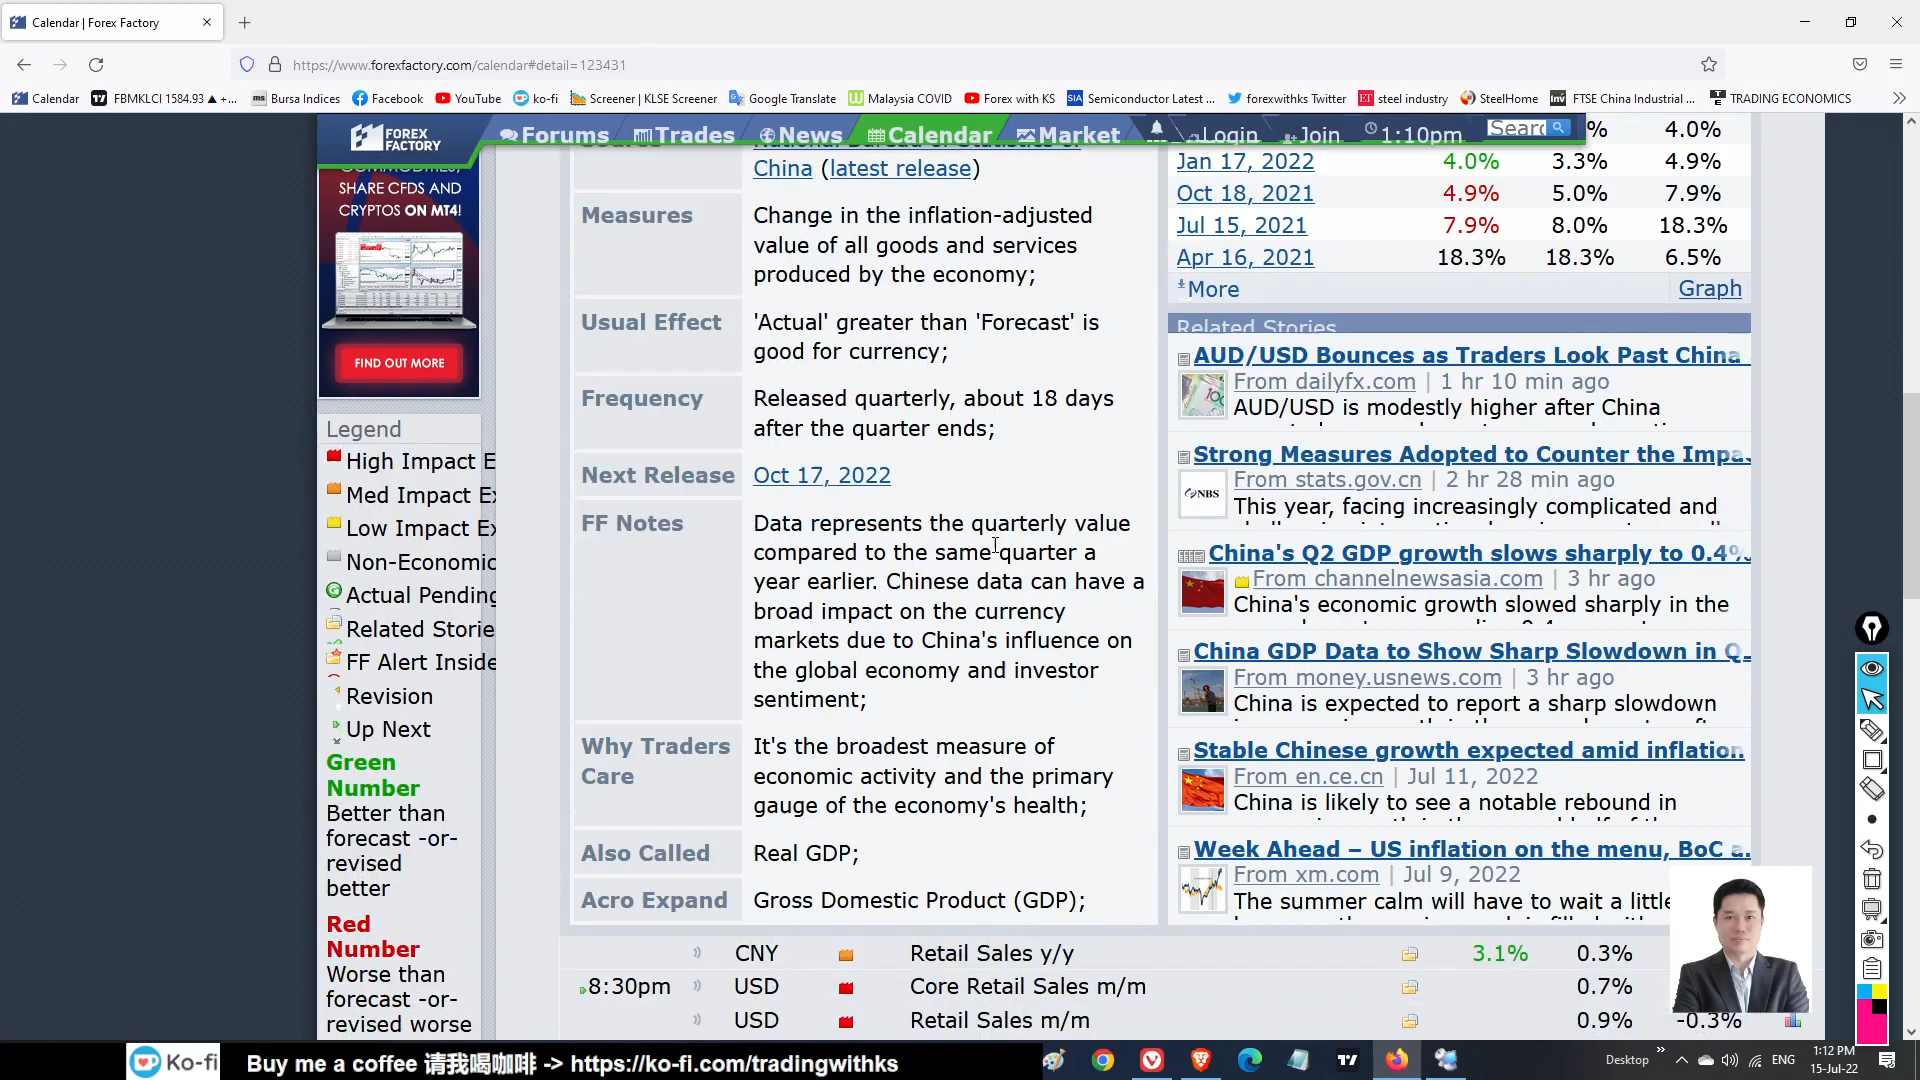 Calendar | Forex Factory
https://www.forexfactory.com/calendar#detail=123431
Calendar
FBMKLCI 1584.93 ▲ +...
Bursa Indices
Facebook
YouTube
ko-fi
Screener | KLSE Screener
Google Translate
Malaysia COVID
Forex with KS
Semiconductor Latest ...
forexwithks Twitter
steel industry
SteelHome
FTSE China Industrial ...
TRADING ECONOMICS
FOREX
FACTORY
Forums
Trades
News
Calendar
Market
Login
Join
1:10pm
SHARE CFDS AND
CRYPTOS ON MT4!
FIND OUT MORE
Legend
High Impact E
Med Impact Ex
Low Impact Ex
Non-Economic
Actual Pending
Related Storie
FF Alert Inside
Revision
Up Next
Green
Number
Better than
forecast -or-
revised
better
Red
Number
Worse than
forecast -or-
revised worse
National Bureau of Statistics of
China (latest release)
Measures
Change in the inflation-adjusted
value of all goods and services
produced by the economy;
Usual Effect
'Actual' greater than 'Forecast' is
good for currency;
Frequency
Released quarterly, about 18 days
after the quarter ends;
Next Release
Oct 17, 2022
FF Notes
Data represents the quarterly value
compared to the same quarter a
year earlier. Chinese data can have a
broad impact on the currency
markets due to China's influence on
the global economy and investor
sentiment;
Why Traders
Care
It's the broadest measure of
economic activity and the primary
gauge of the economy's health;
Also Called
Real GDP;
Acro Expand
Gross Domestic Product (GDP);
% 4.0%
Jan 17, 2022 4.0% 3.3% 4.9%
Oct 18, 2021 4.9% 5.0% 7.9%
Jul 15, 2021 7.9% 8.0% 18.3%
Apr 16, 2021 18.3% 18.3% 6.5%
More Graph
Related Stories
AUD/USD Bounces as Traders Look Past China
From dailyfx.com | 1 hr 10 min ago
AUD/USD is modestly higher after China
Strong Measures Adopted to Counter the Impa
From stats.gov.cn | 2 hr 28 min ago
NBS
This year, facing increasingly complicated and
China's Q2 GDP growth slows sharply to 0.4%
From channelnewsasia.com | 3 hr ago
China's economic growth slowed sharply in the
China GDP Data to Show Sharp Slowdown in Q
From money.usnews.com | 3 hr ago
China is expected to report a sharp slowdown
Stable Chinese growth expected amid inflation
From en.ce.cn | Jul 11, 2022
China is likely to see a notable rebound in
Week Ahead – US inflation on the menu, BoC a
From xm.com | Jul 9, 2022
The summer calm will have to wait a little
CNY Retail Sales y/y 3.1% 0.3%
8:30pm USD Core Retail Sales m/m 0.7%
USD Retail Sales m/m 0.9% -0.3%
Ko-fi
Buy me a coffee 请我喝咖啡 -> https://ko-fi.com/tradingwithks
Desktop
ENG
1:12 PM
15-Jul-22